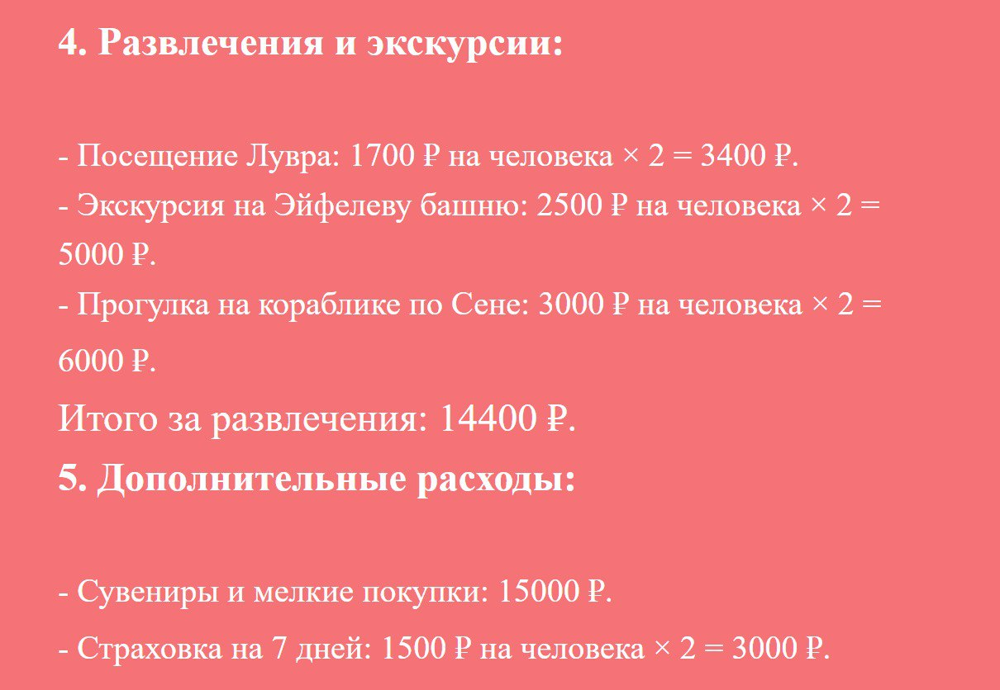 4. Развлечения и экскурсии:
- Посещение Лувра: 1700 ₽ на человека × 2 = 3400 ₽.
- Экскурсия на Эйфелеву башню: 2500 ₽ на человека × 2 =
5000 ₽.
- Прогулка на кораблике по Сене: 3000 ₽ на человека × 2 =
6000 ₽.
Итого за развлечения: 14400 ₽.
5. Дополнительные расходы:
- Сувениры и мелкие покупки: 15000 ₽.
- Страховка на 7 дней: 1500 ₽ на человека × 2 = 3000 ₽.